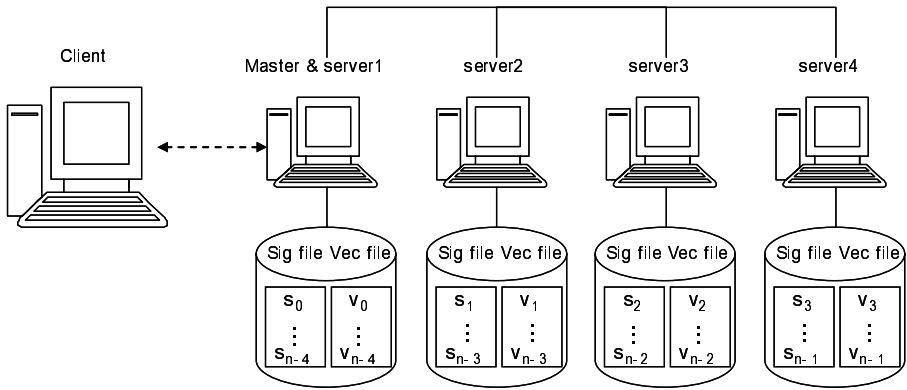 Client
Master & server1 server2 server3 server4
Sig file Vec file Sig file Vec file Sig file Vec file Sig file Vec file
S0 V0 S1 V1 S2 V2 S3 V3
⋮ ⋮ ⋮ ⋮ ⋮ ⋮ ⋮ ⋮
Sn-4 Vn-4 Sn-3 Vn-3 Sn-2 Vn-2 Sn-1 Vn-1